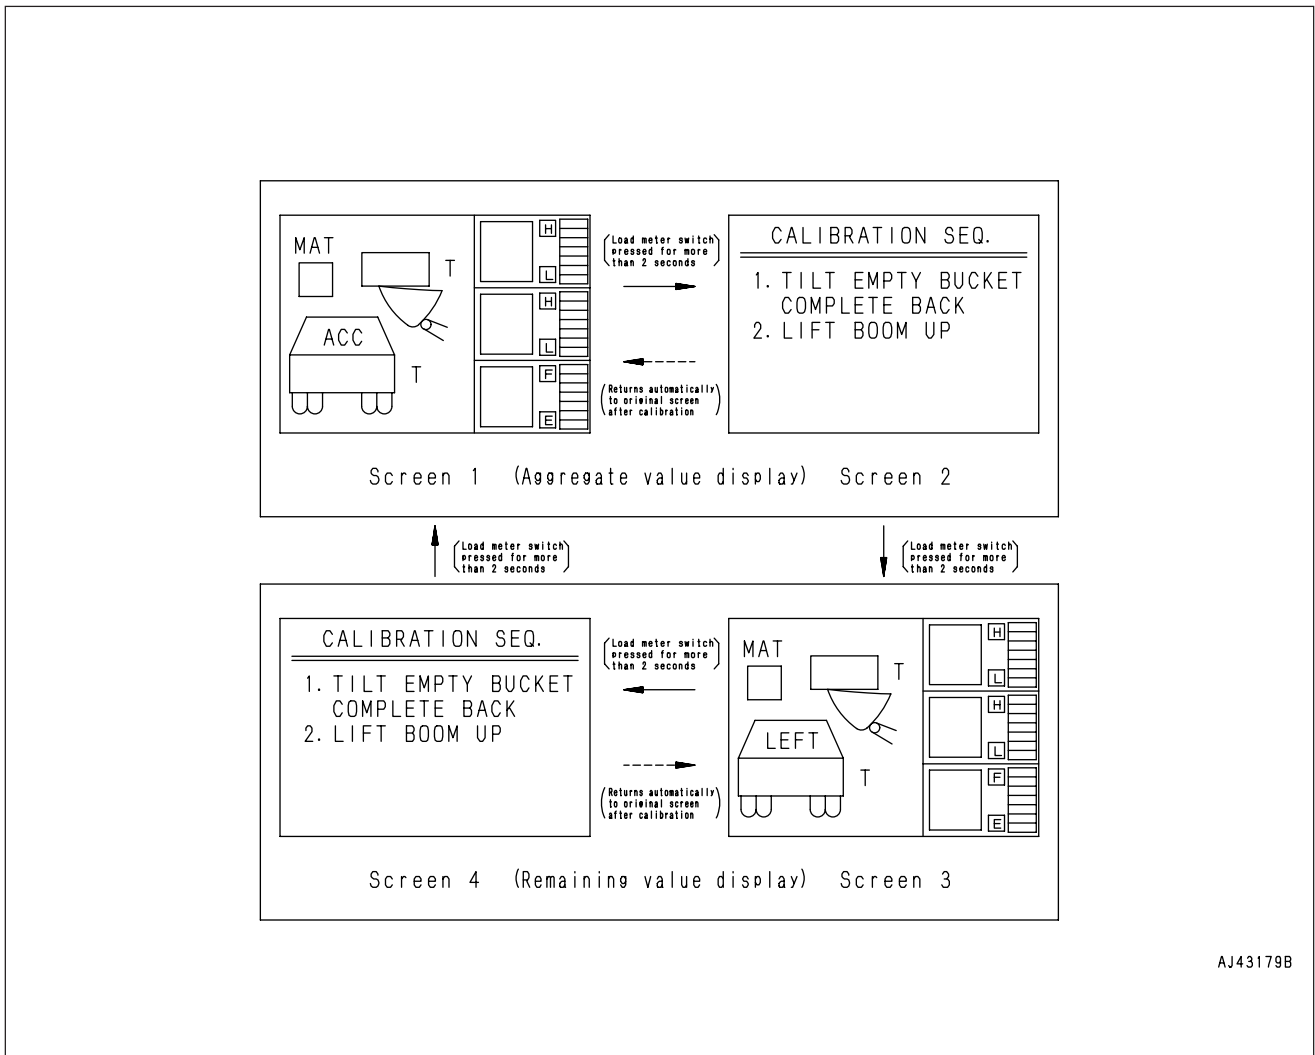 MAT
T
ACC
T
H
L
H
L
F
E
(Load meter switch
pressed for more
than 2 seconds)
(Returns automatically
to original screen
after calibration)
CALIBRATION SEQ.
1. TILT EMPTY BUCKET
COMPLETE BACK
2. LIFT BOOM UP
Screen 1 (Aggregate value display) Screen 2
(Load meter switch
pressed for more
than 2 seconds)
(Load meter switch
pressed for more
than 2 seconds)
CALIBRATION SEQ.
1. TILT EMPTY BUCKET
COMPLETE BACK
2. LIFT BOOM UP
(Load meter switch
pressed for more
than 2 seconds)
(Returns automatically
to original screen
after calibration)
MAT
T
LEFT
T
H
L
H
L
F
E
Screen 4 (Remaining value display) Screen 3
AJ43179B